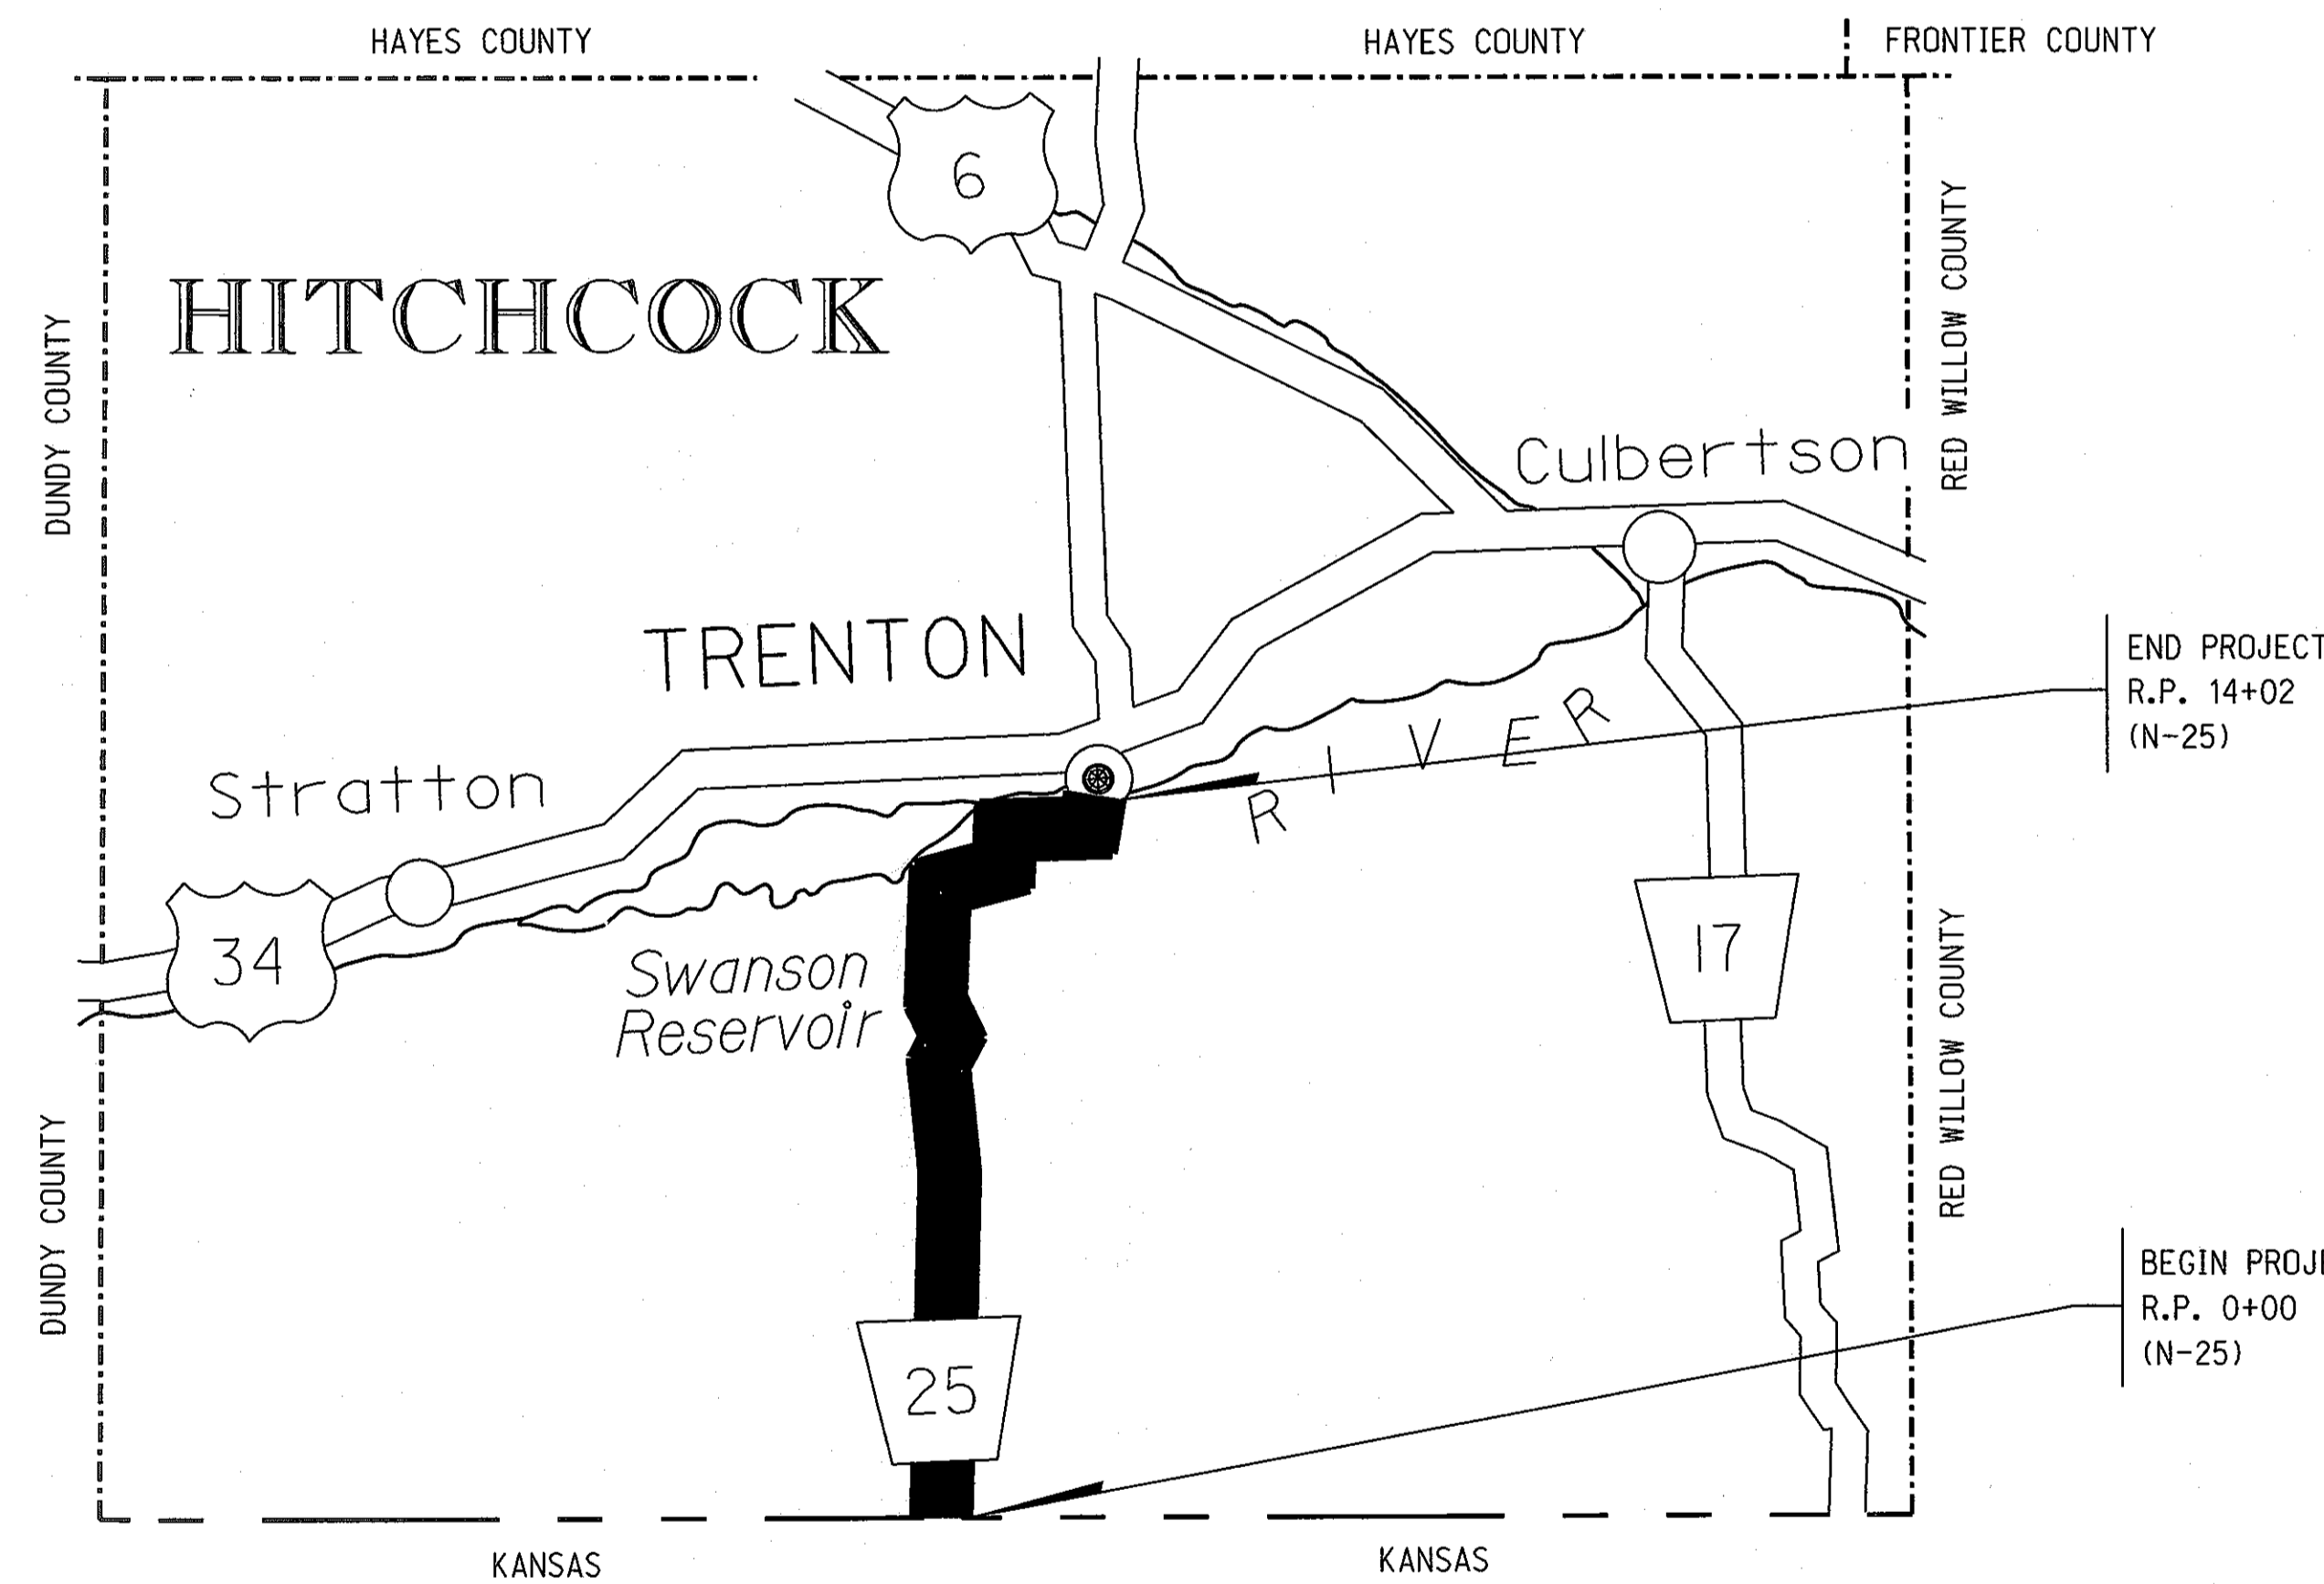 HAYES COUNTY
HAYES COUNTY
FRONTIER COUNTY
6
RED WILLOW COUNTY
HITCHCOCK
DUNDY COUNTY
Culbertson
TRENTON
END PROJECT
R.P. 14+02
(N-25)
RIVER
Stratton
34
17
Swanson
Reservoir
RED WILLOW COUNTY
DUNDY COUNTY
BEGIN
R.P. 0+00
(N-25)
25
KANSAS
KANSAS